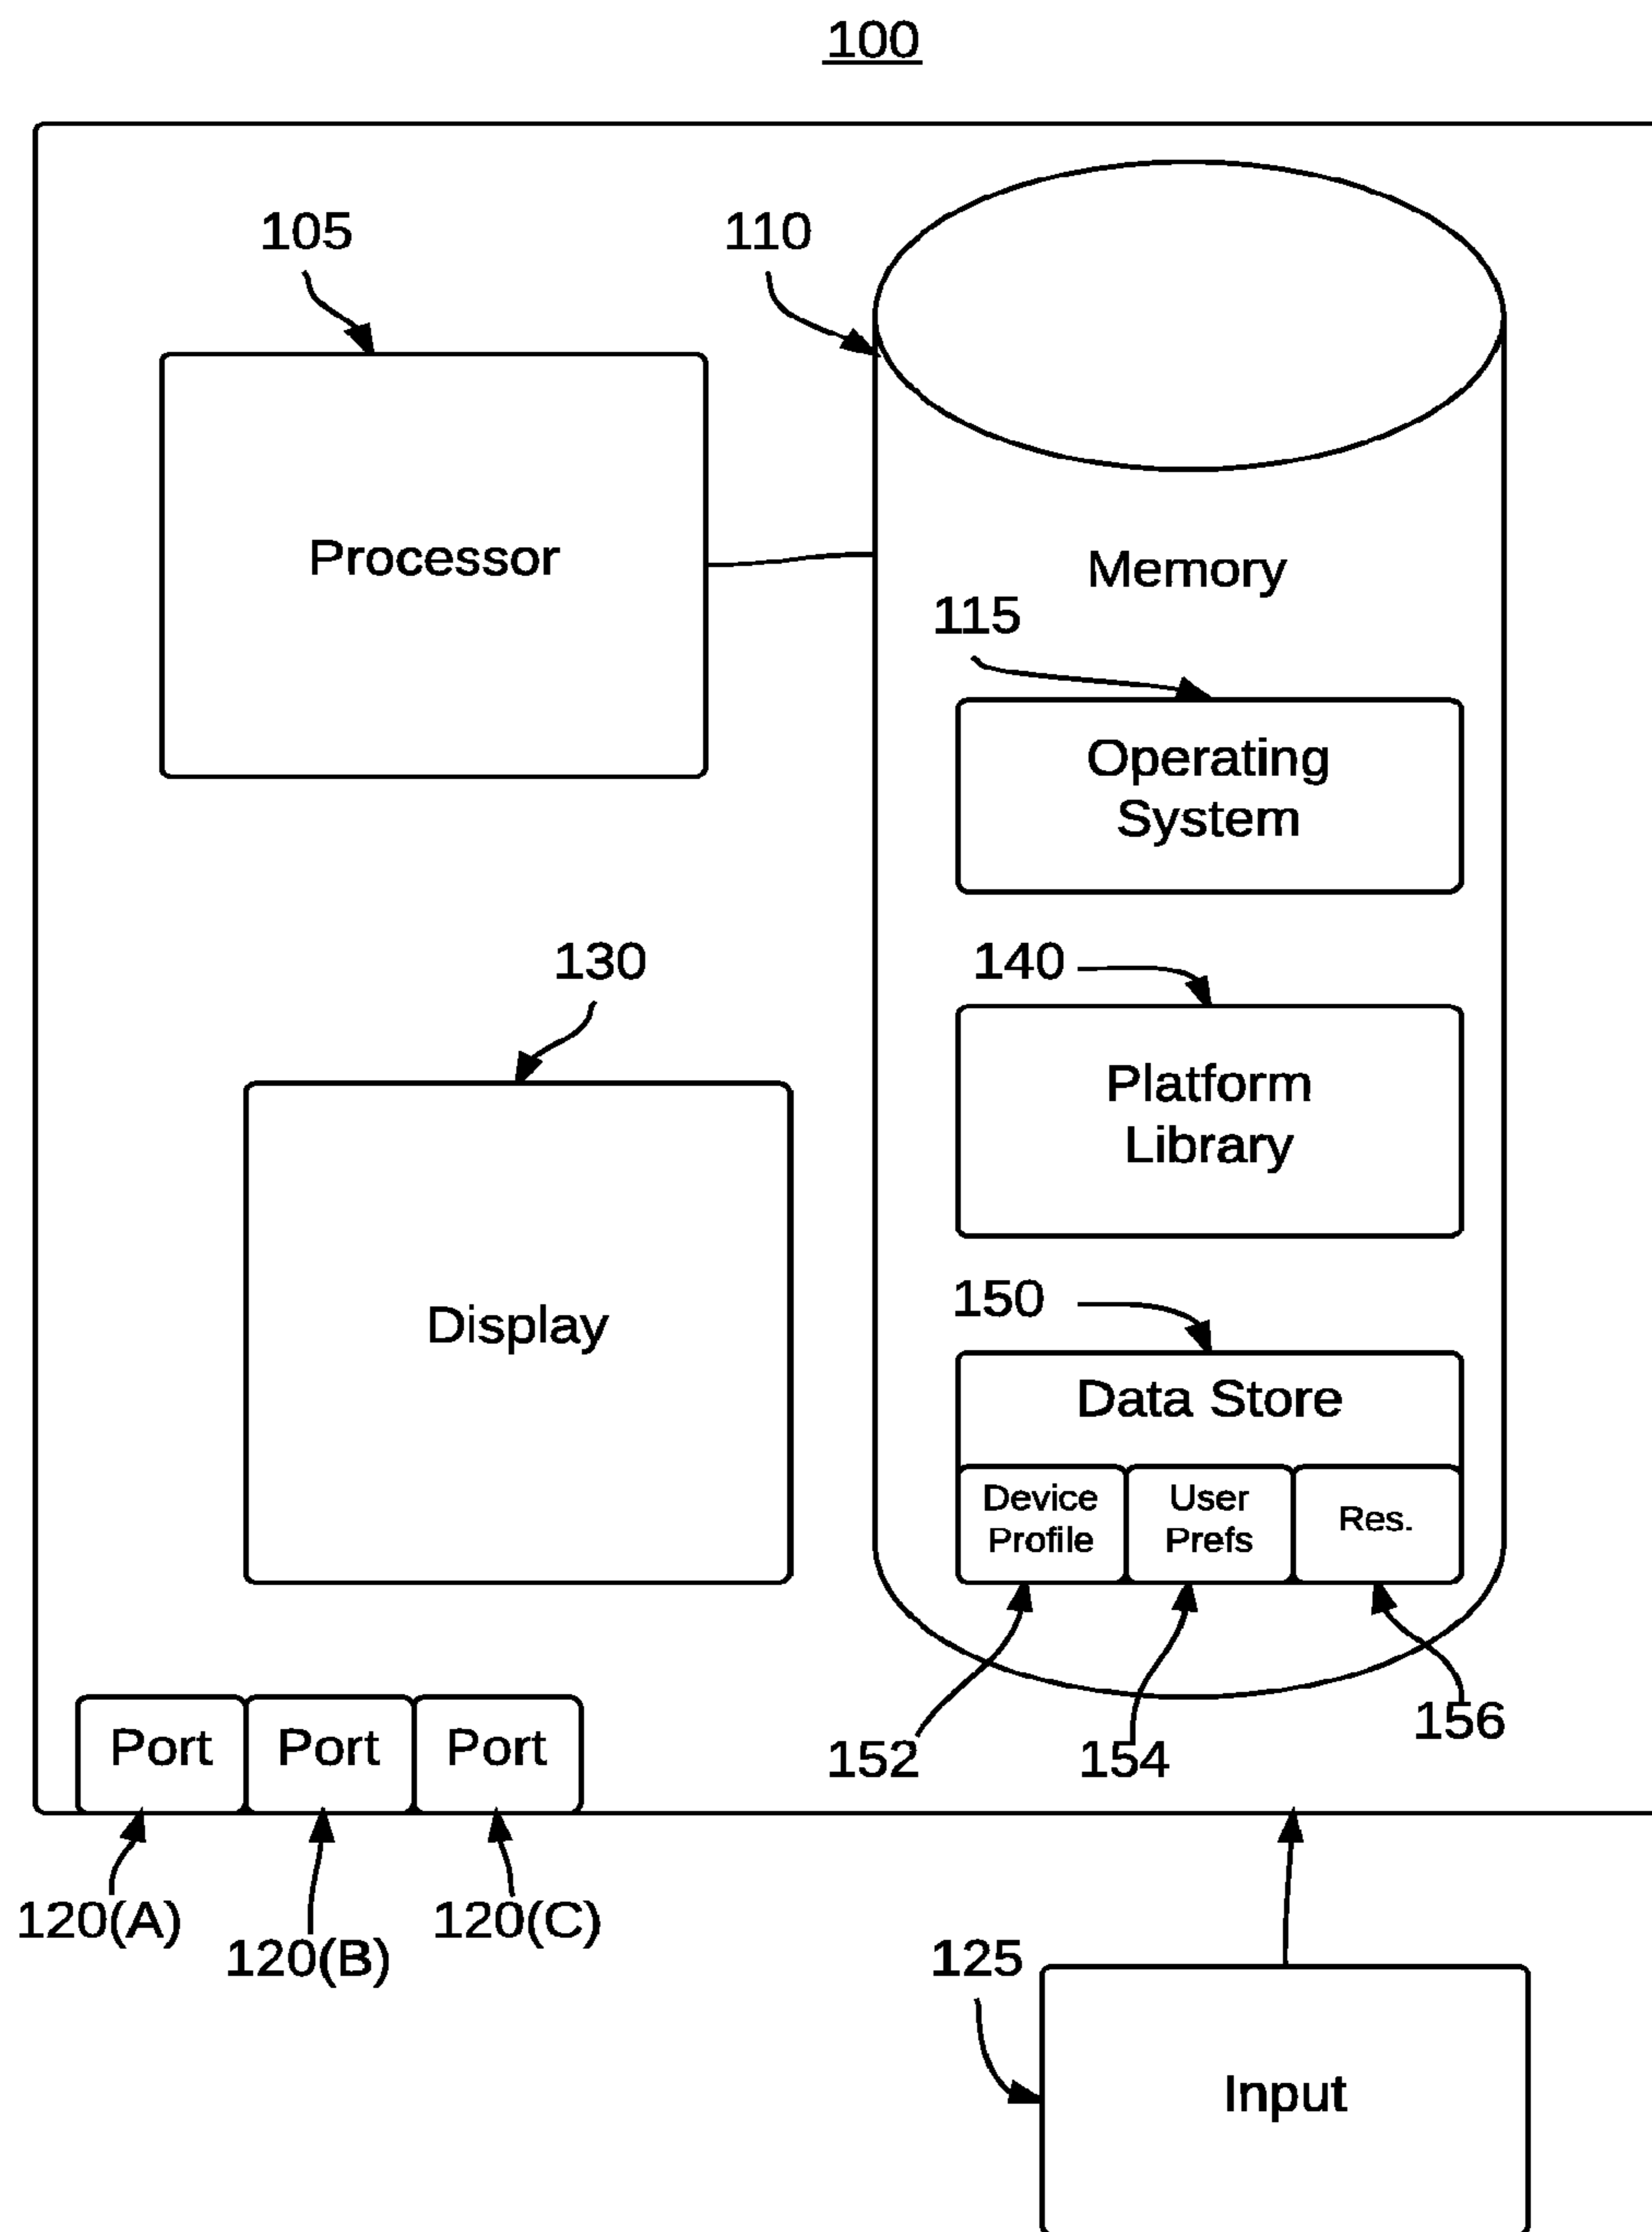 100
105
110
Processor
Memory
115
Operating
System
130
140
Platform
Library
Display
150
Data Store
Device
Profile
User
Prefs
Res.
152
154
156
Port
Port
Port
120(A)
120(B)
120(C)
125
Input